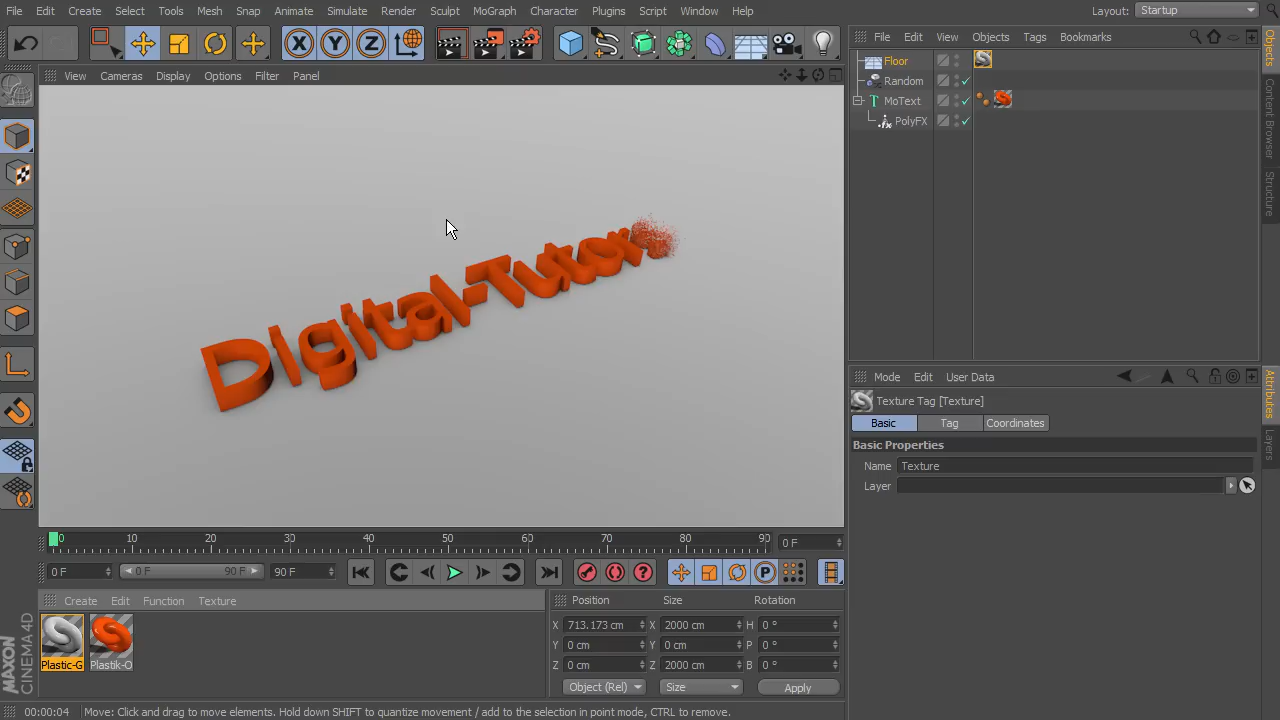 File Edit Create Select Tools Mesh Snap Animate Simulate Render Sculpt MoGraph Character Plugins Script Window Help Layout: Startup
X Y Z
File Edit View Objects Tags Bookmarks
View Cameras Display Options Filter Panel
Floor
Random
MoText
PolyFX
Objects
Content Browser
Structure
Digital-Tutor
Mode Edit User Data
Texture Tag [Texture]
Basic Tag Coordinates
Basic Properties
Name Texture
Layer
Attributes
Layers
0 10 20 30 40 50 60 70 80 90 0 F
0 F 0 F 90 F 90 F
Create Edit Function Texture
Plastic-G Plastik-O
Position Size Rotation
X 713.173 cm X 2000 cm H 0 °
Y 0 cm Y 0 cm P 0 °
Z 0 cm Z 2000 cm B 0 °
Object (Rel) Size Apply
MAXON
CINEMA 4D
00:00:04 Move: Click and drag to move elements. Hold down SHIFT to quantize movement / add to the selection in point mode, CTRL to remove.